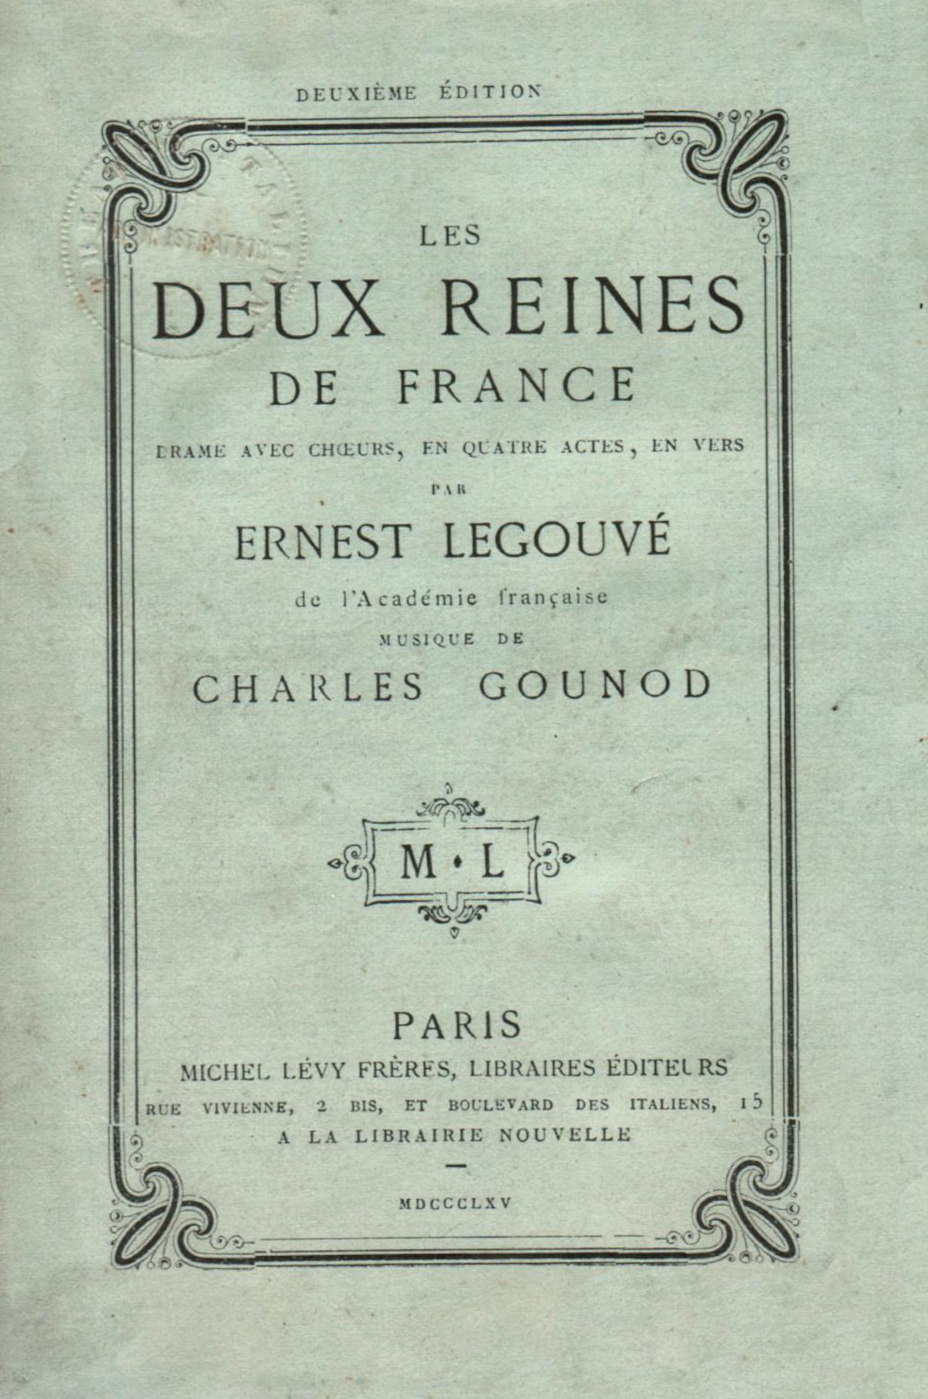 DEUXIÈME ÉDITION
LES
DEUX REINES
DE FRANCE
DRAME AVEC CHŒURS, EN QUATRE ACTES, EN VERS
PAR
ERNEST LEGOUVÉ
de l'Académie française
MUSIQUE DE
CHARLES GOUNOD
M • L
PARIS
MICHEL LÉVY FRÈRES, LIBRAIRES ÉDITEURS
RUE VIVIENNE, 2 BIS, ET BOULEVARD DES ITALIENS, 15
A LA LIBRAIRIE NOUVELLE
MDCCCLXV